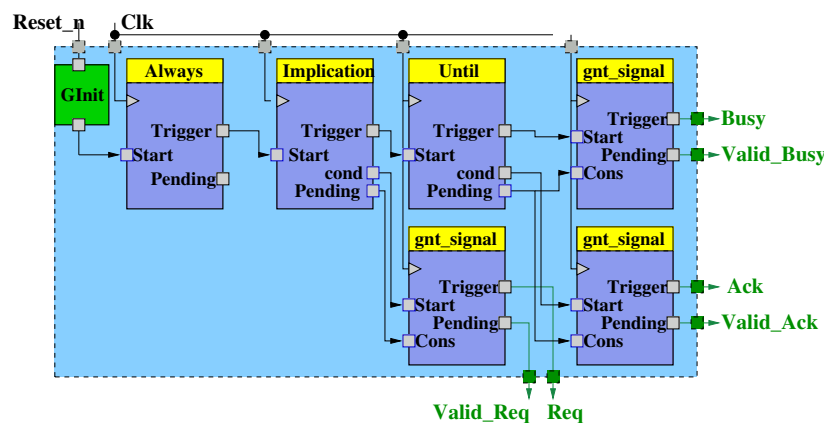 Reset_n Clk
Always Implication Until gnt_signal
GInit
Trigger Trigger Trigger Trigger Busy
Start Start Start Start
Pending cond cond Pending Valid_Busy
Pending Pending Cons
gnt_signal gnt_signal
Trigger Trigger Ack
Start Start
Pending Pending Valid_Ack
Cons Cons
Valid_Req Req